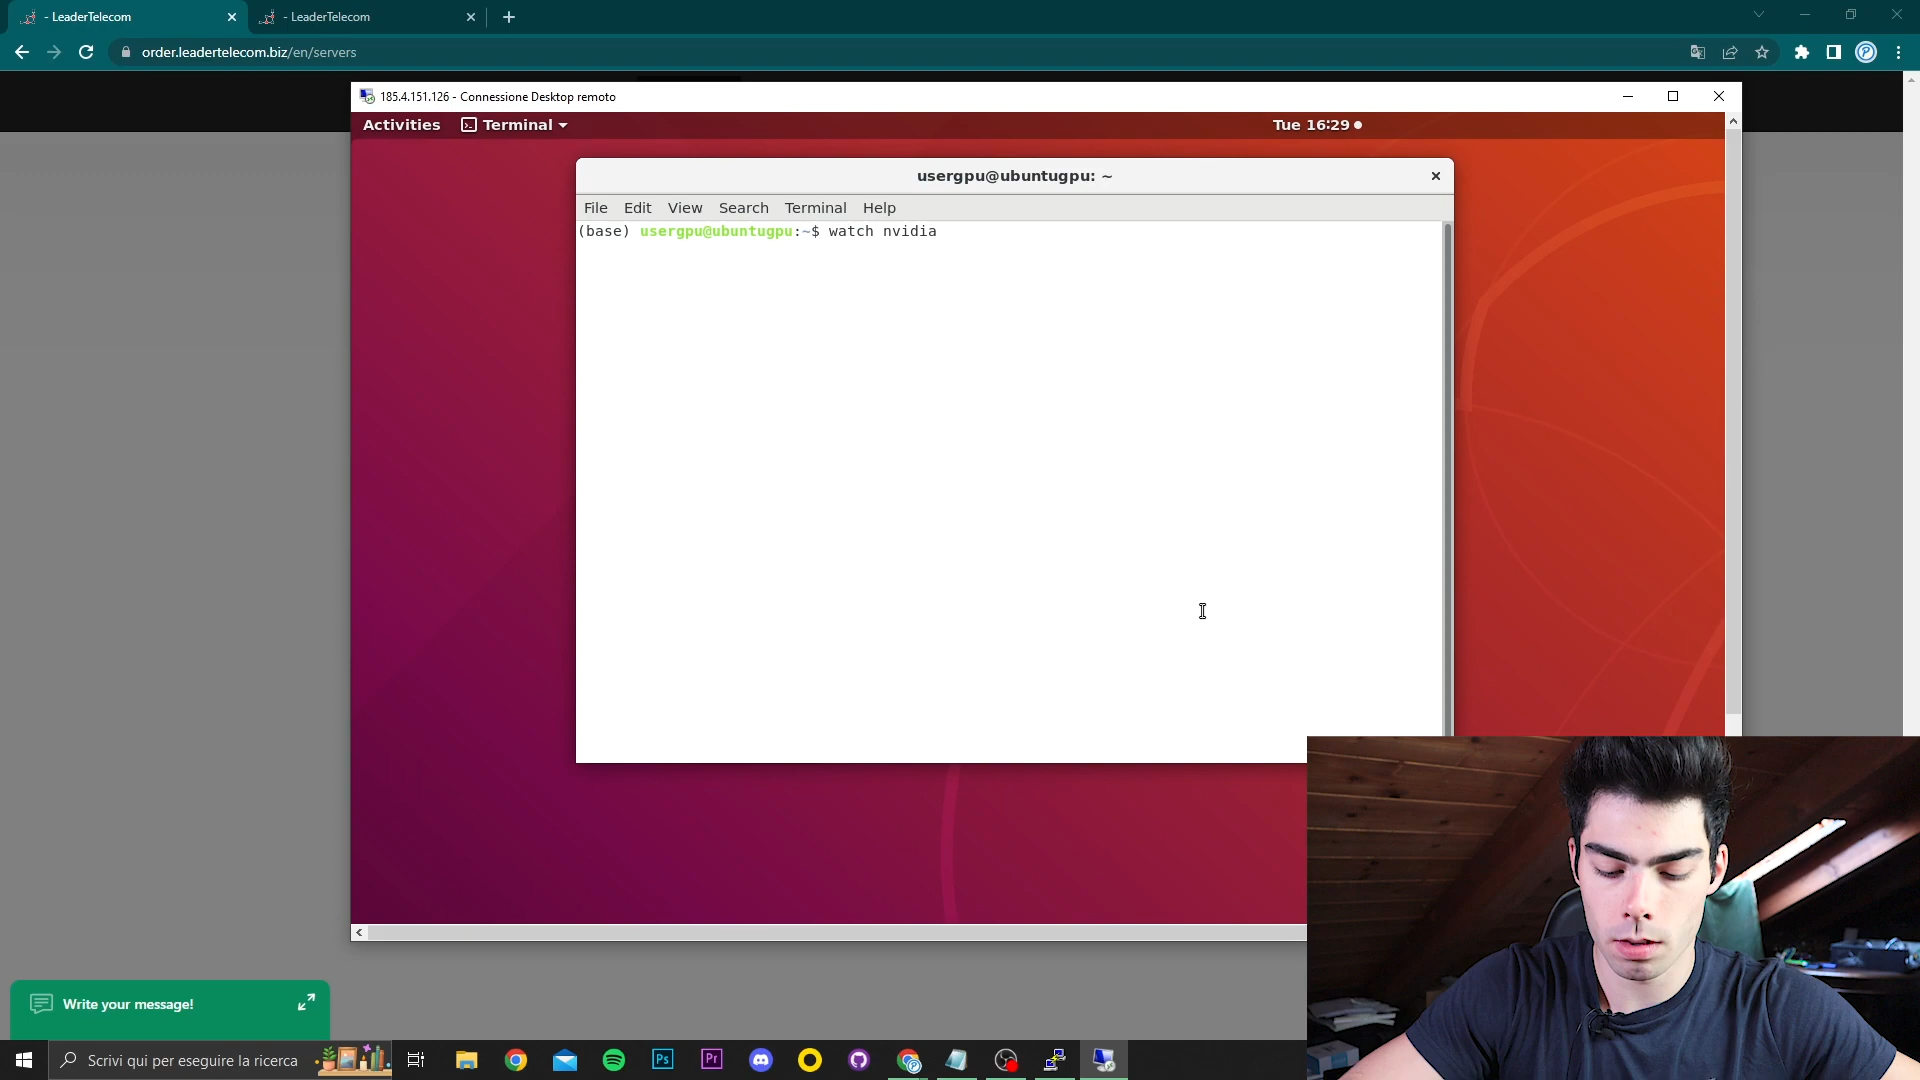 - LeaderTelecom
- LeaderTelecom
order.leadertelecom.biz/en/servers
185.4.151.126 - Connessione Desktop remoto
Activities
Terminal
Tue 16:29
usergpu@ubuntugpu: ~
File Edit View Search Terminal Help
(base) usergpu@ubuntugpu:~$ watch nvidia
Write your message!
Scrivi qui per eseguire la ricerca
Ps
Pr